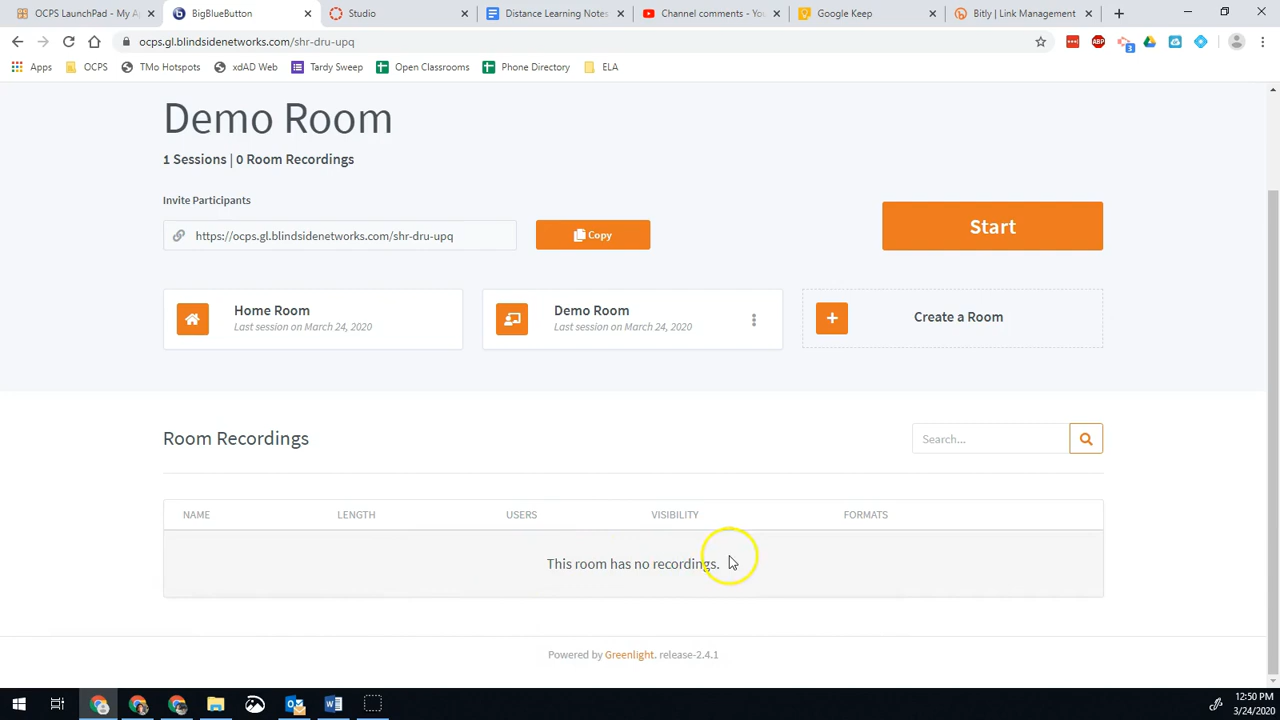 OCPS LaunchPad - My A
BigBlueButton
Studio
Distance Learning Notes
Channel comments - You
Google Keep
Bitly | Link Management
ocps.gl.blindsidenetworks.com/shr-dru-upq
ABP
3
Apps
OCPS
TMo Hotspots
xdAD Web
Tardy Sweep
Open Classrooms
Phone Directory
ELA
Demo Room
1 Sessions | 0 Room Recordings
Invite Participants
https://ocps.gl.blindsidenetworks.com/shr-dru-upq
Copy
Start
Home Room
Last session on March 24, 2020
Demo Room
Last session on March 24, 2020
Create a Room
Room Recordings
Search...
NAME LENGTH USERS VISIBILITY FORMATS
This room has no recordings.
Powered by Greenlight. release-2.4.1
12:50 PM
3/24/2020